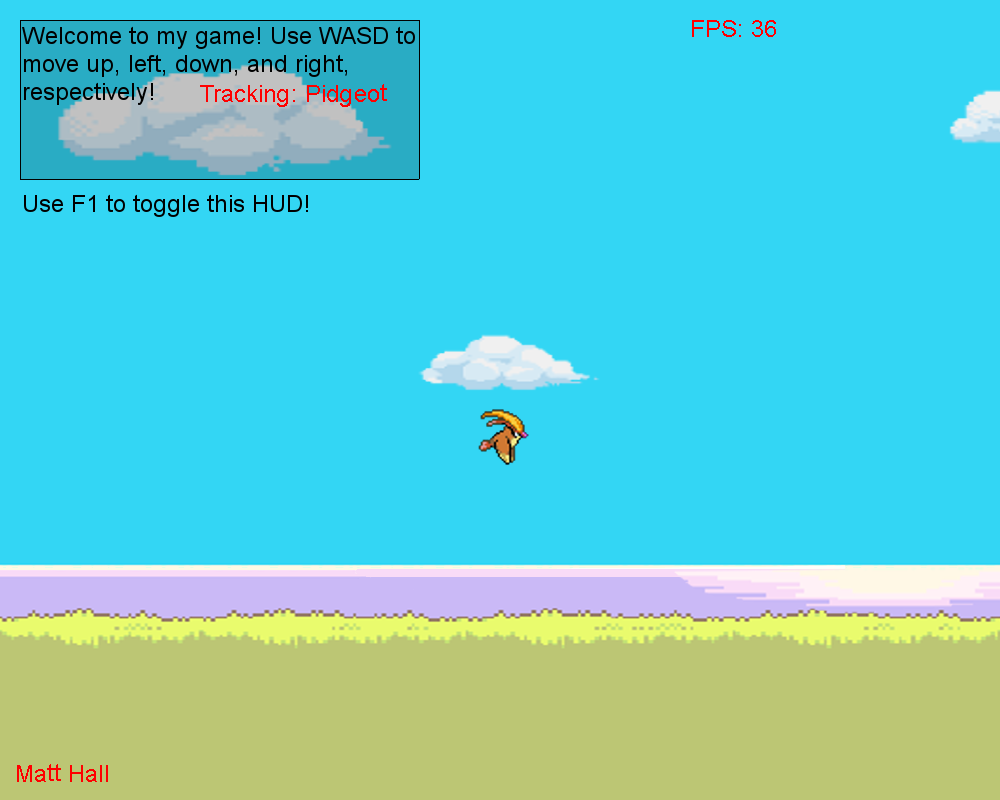 FPS: 36
Welcome to my game! Use WASD to
move up, left, down, and right,
respectively!
Tracking: Pidgeot
Use F1 to toggle this HUD!
Matt Hall